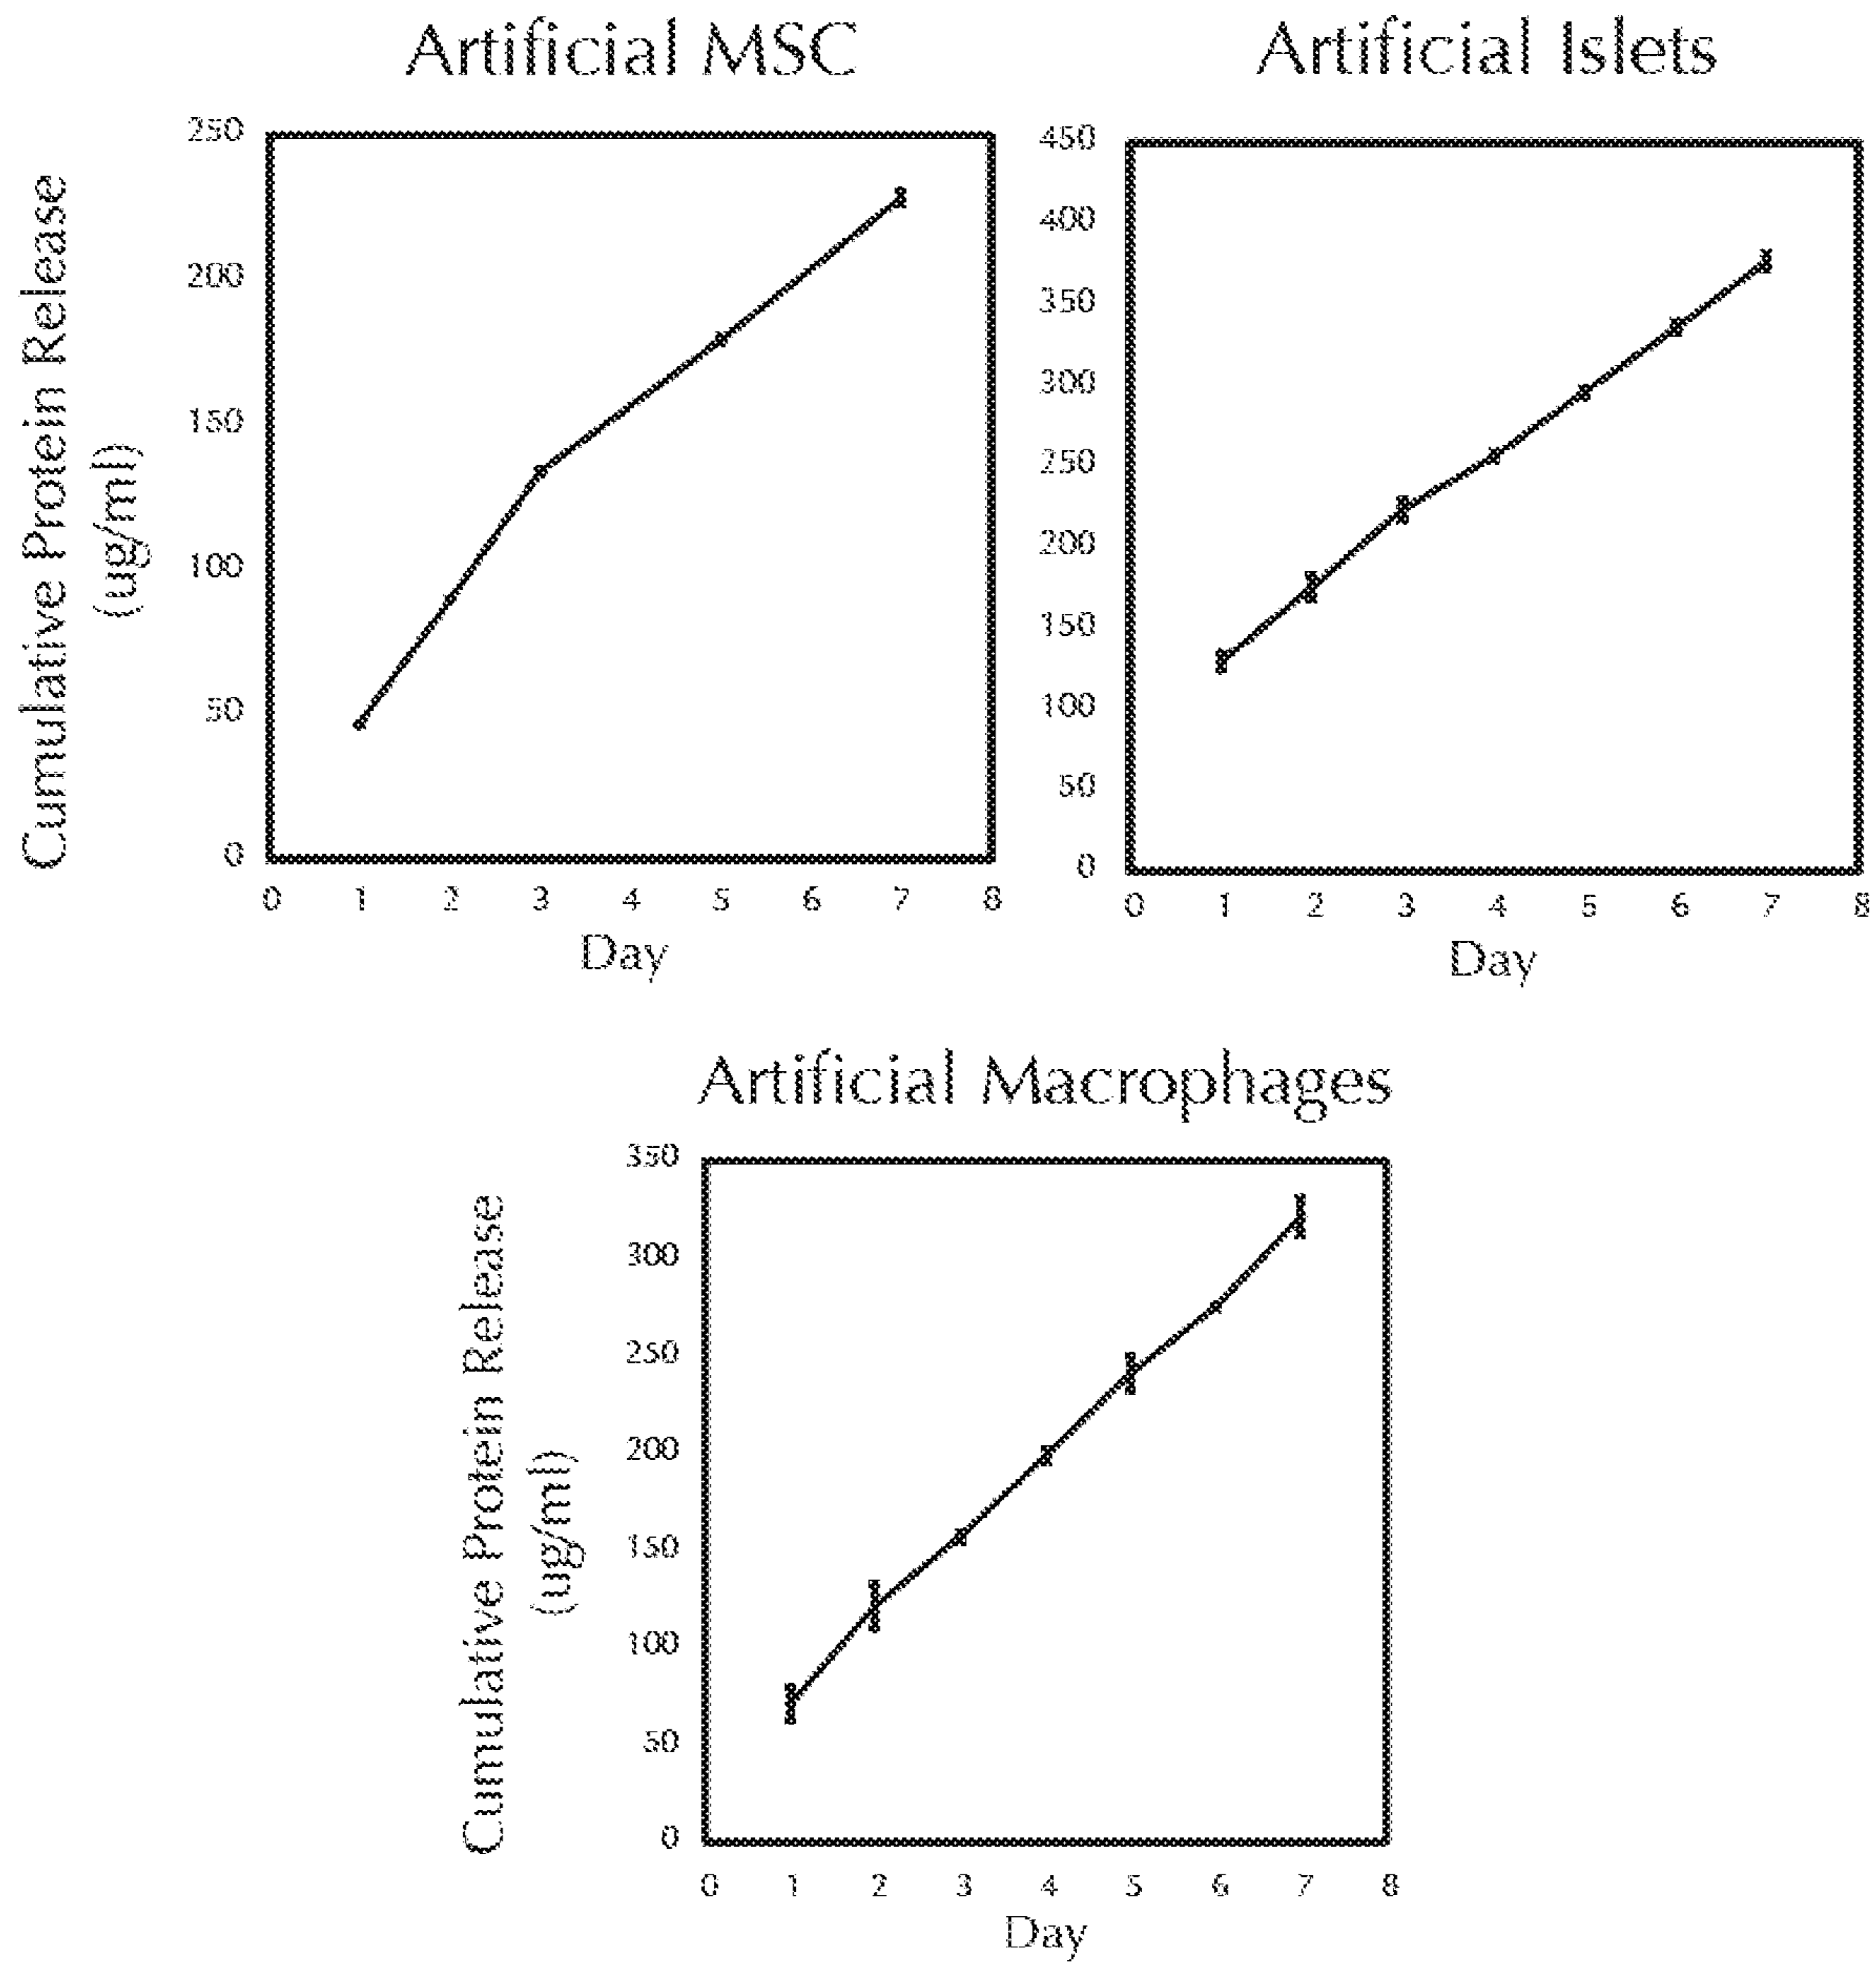 Artificial MSC
Cumulative Protein Release
(ug/ml)
250
200
150
100
50
0
0 1 2 3 4 5 6 7 8
Day
Artificial Islets
450
400
350
300
250
200
150
100
50
0
0 1 2 3 4 5 6 7 8
Day
Artificial Macrophages
Cumulative Protein Release
(ug/ml)
350
300
250
200
150
100
50
0
0 1 2 3 4 5 6 7 8
Day